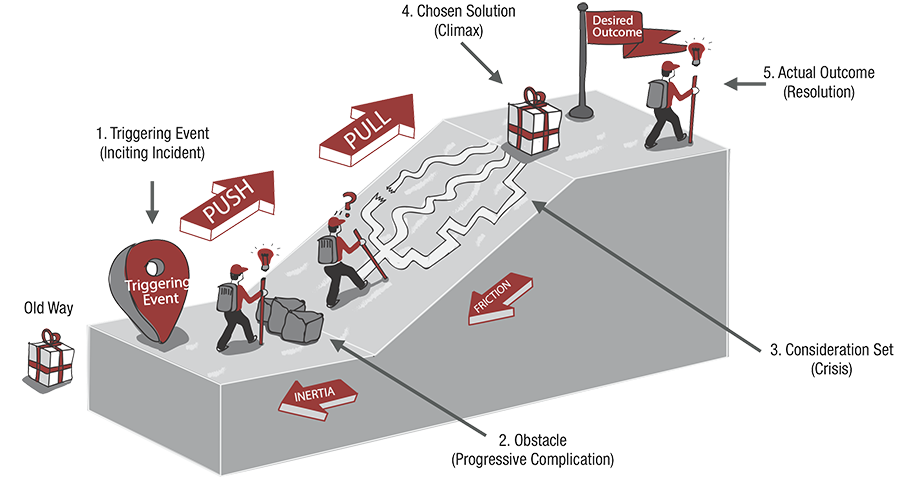 4. Chosen Solution
(Climax)
Desired
Outcome
5. Actual Outcome
(Resolution)
1. Triggering Event
(Inciting Incident)
PUSH
PULL
?
Triggering
Event
Old Way
FRICTION
INERTIA
3. Consideration Set
(Crisis)
2. Obstacle
(Progressive Complication)